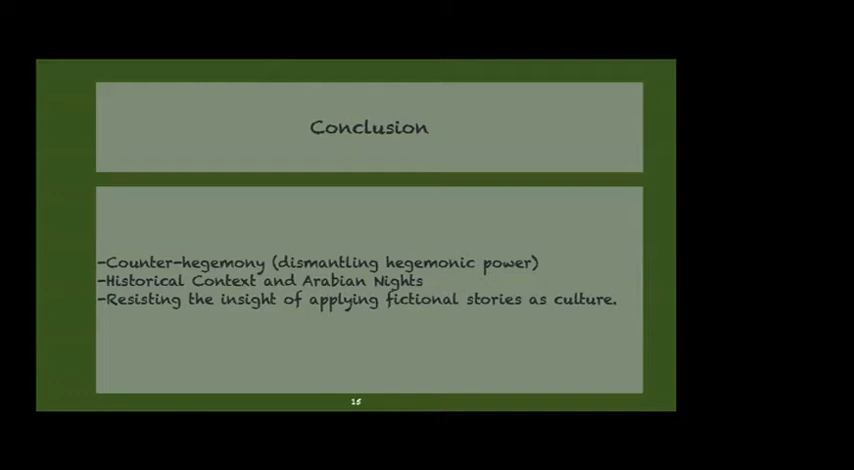 Conclusion
-Counter-hegemony (dismantling hegemonic power)
-Historical Context and Arabian Nights
-Resisting the insight of applying fictional stories as culture.
15